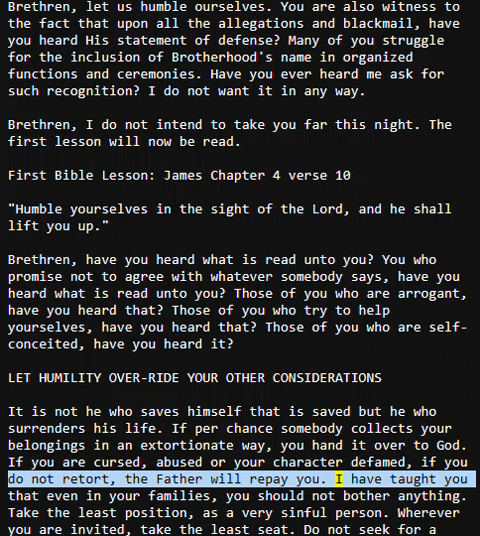 Brethren, let us humble ourselves. You are also witness to
the fact that upon all the allegations and blackmail, have
you heard His statement of defense? Many of you struggle
for the inclusion of Brotherhood's name in organized
functions and ceremonies. Have you ever heard me ask for
such recognition? I do not want it in any way.
Brethren, I do not intend to take you far this night. The
first lesson will now be read.
First Bible Lesson: James Chapter 4 verse 10
"Humble yourselves in the sight of the Lord, and he shall
lift you up."
Brethren, have you heard what is read unto you? You who
promise not to agree with whatever somebody says, have you
heard what is read unto you? Those of you who are arrogant,
have you heard that? Those of you who try to help
yourselves, have you heard that? Those of you who are self-
conceited, have you heard it?
LET HUMILITY OVER-RIDE YOUR OTHER CONSIDERATIONS
It is not he who saves himself that is saved but he who
surrenders his life. If per chance somebody collects your
belongings in an extortionate way, you hand it over to God.
If you are cursed, abused or your character defamed, if you
do not retort, the Father will repay you. I have taught you
that even in your families, you should not bother anything.
Take the least position, as a very sinful person. Wherever
you are invited, take the least seat. Do not seek for a